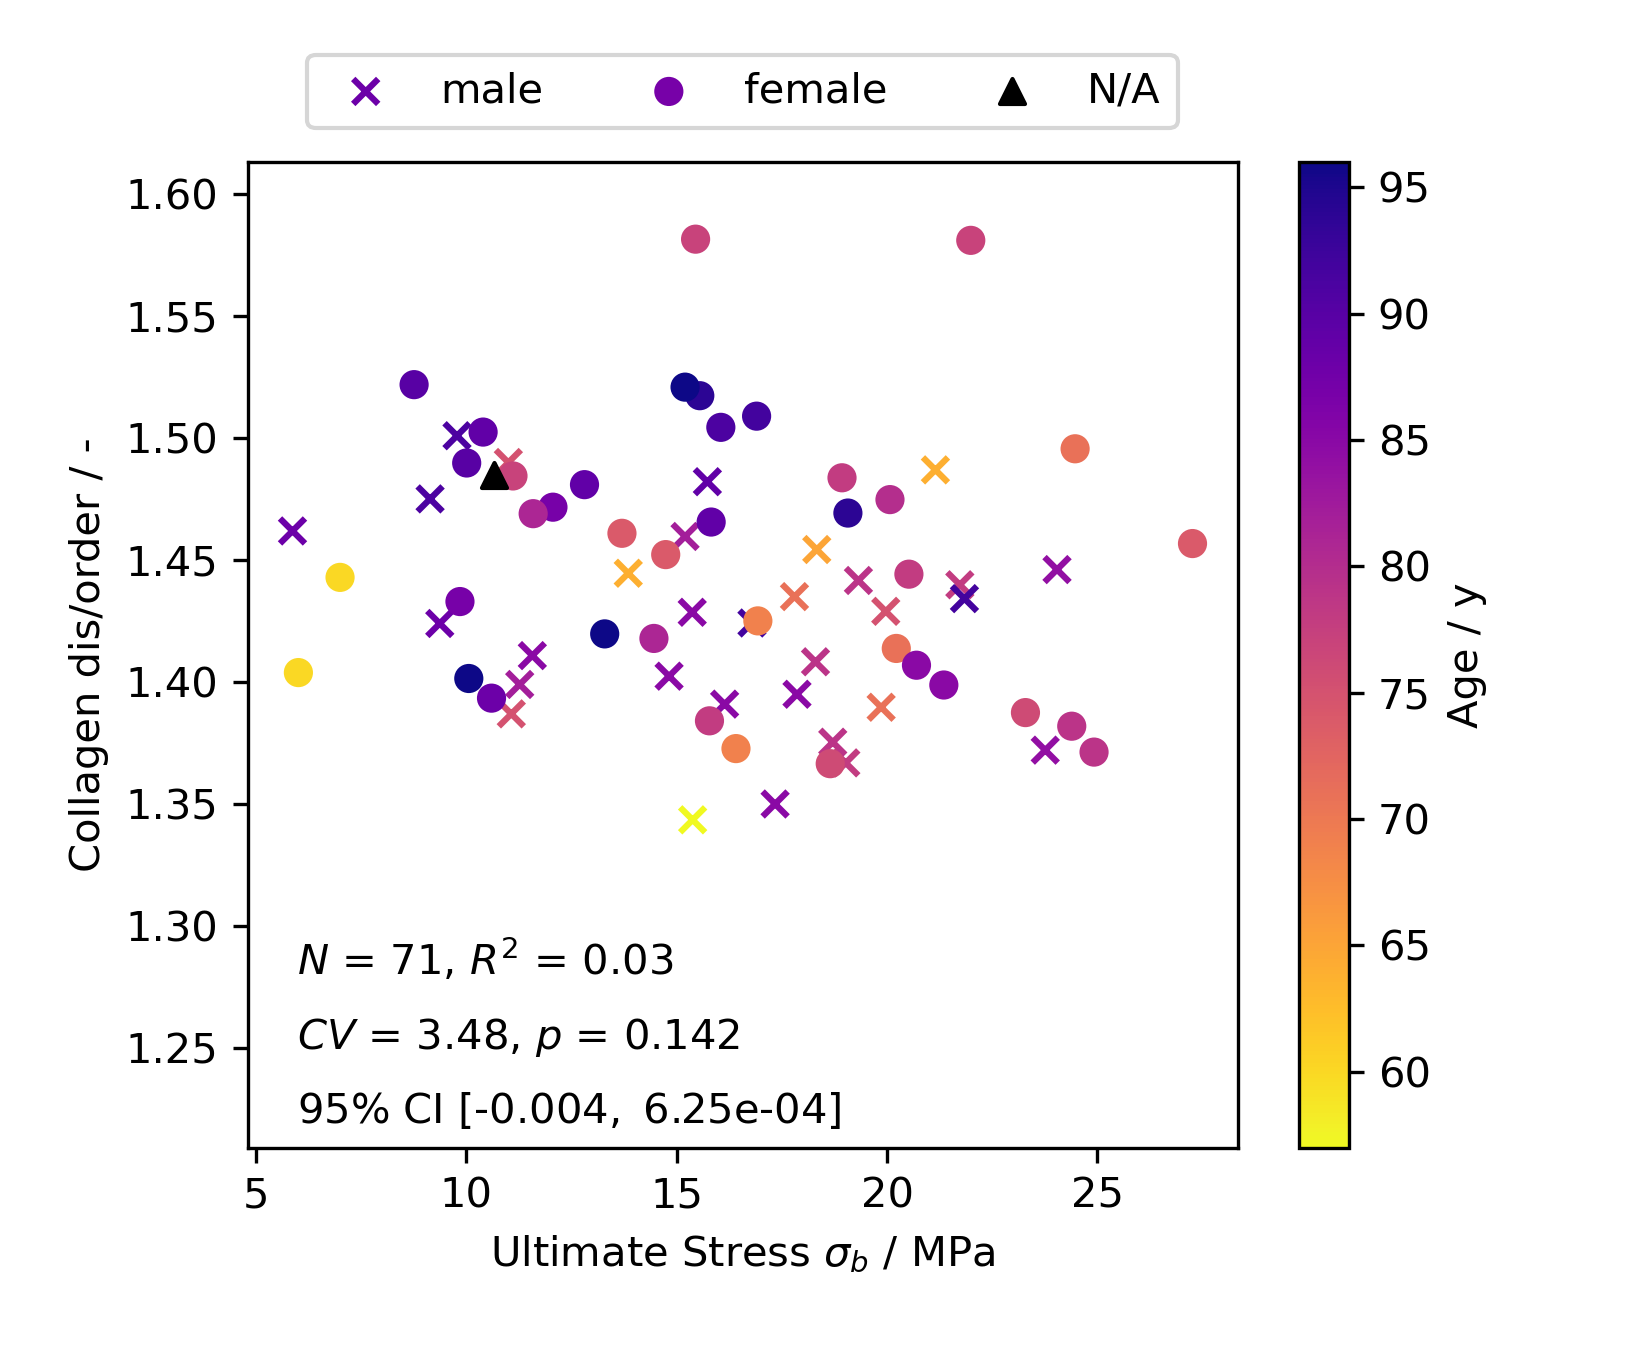 male female N/A
1.60
1.55
1.50
1.45
1.40
1.35
1.30
1.25
Collagen dis/order / -
N = 71, R² = 0.03
CV = 3.48, p = 0.142
95% CI [-0.004, 6.25e-04]
5 10 15 20 25
Ultimate Stress σ_b / MPa
95
90
85
80
75
70
65
60
Age / y